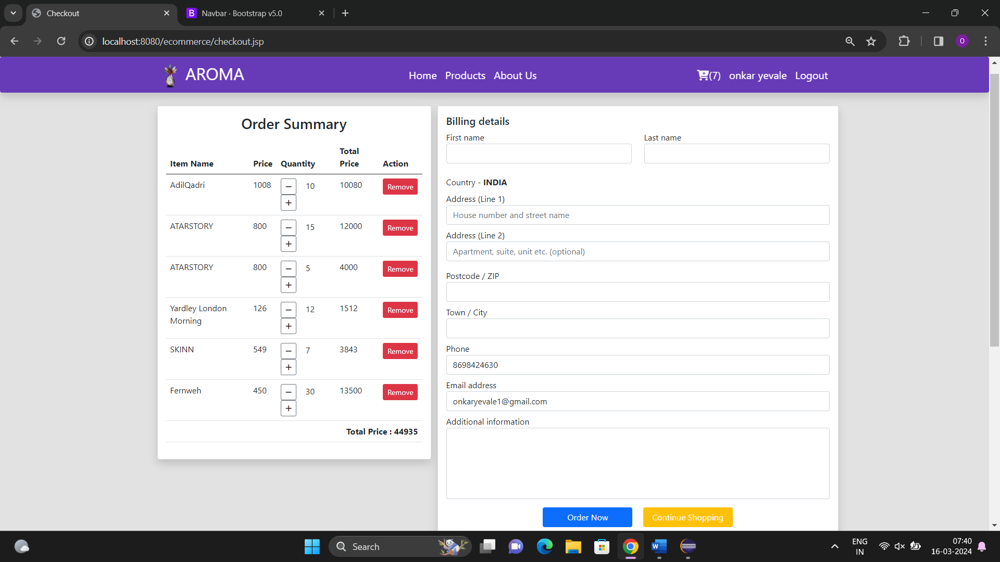 Checkout
Navbar · Bootstrap v5.0
localhost:8080/ecommerce/checkout.jsp
O
AROMA
Home Products About Us
(7) onkar yevale Logout
Order Summary
Item Name Price Quantity Total Price Action
AdilQadri 1008 − 10 + 10080 Remove
ATARSTORY 800 − 15 + 12000 Remove
ATARSTORY 800 − 5 + 4000 Remove
Yardley London Morning 126 − 12 + 1512 Remove
SKINN 549 − 7 + 3843 Remove
Fernweh 450 − 30 + 13500 Remove
Total Price : 44935
Billing details
First name Last name
Country - INDIA
Address (Line 1)
House number and street name
Address (Line 2)
Apartment, suite, unit etc. (optional)
Postcode / ZIP
Town / City
Phone
8698424630
Email address
onkaryevale1@gmail.com
Additional information
Order Now Continue Shopping
Search
ENG
IN
07:40
16-03-2024